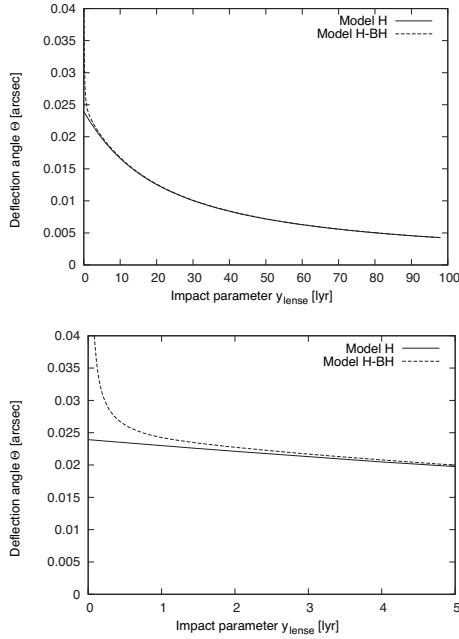 0.04
0.035
0.03
0.025
0.02
0.015
0.01
0.005
0
Deflection angle Θ [arcsec]
Model H
Model H-BH
0 10 20 30 40 50 60 70 80 90 100
Impact parameter y_lense [lyr]
0.04
0.035
0.03
0.025
0.02
0.015
0.01
0.005
0
Deflection angle Θ [arcsec]
Model H
Model H-BH
0 1 2 3 4 5
Impact parameter y_lense [lyr]